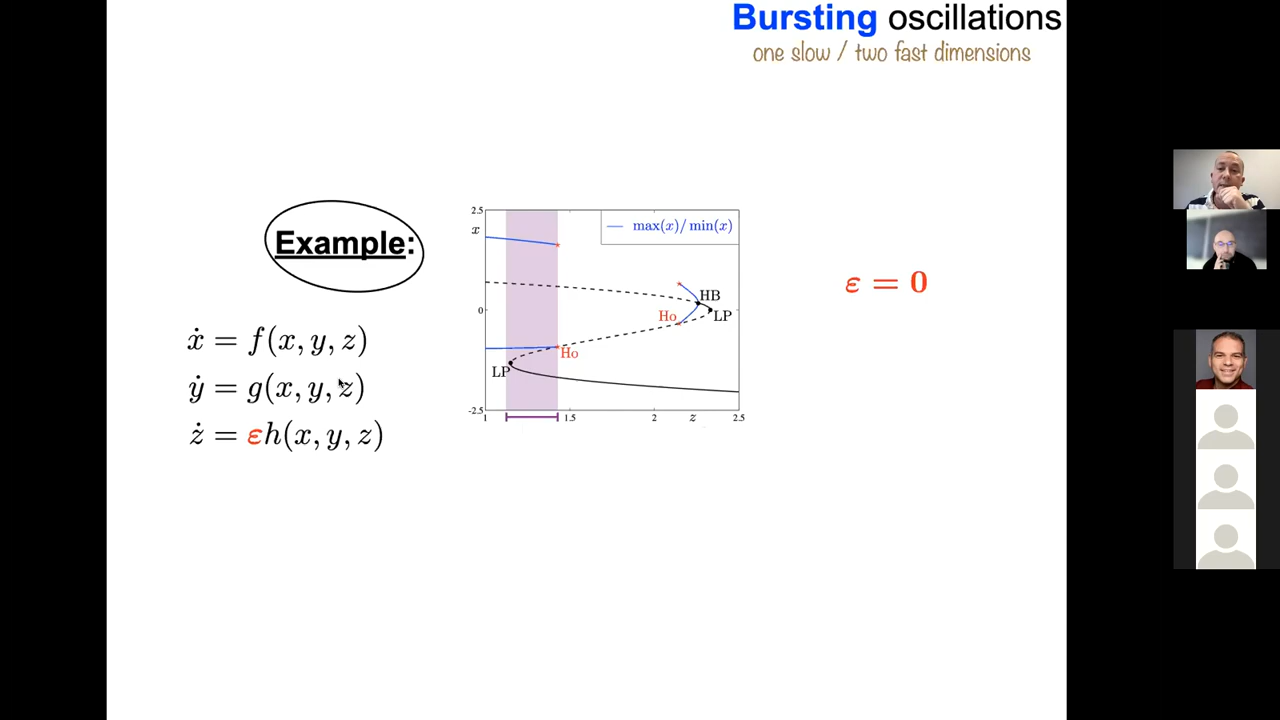 Bursting oscillations
one slow / two fast dimensions
Example:
ẋ = f(x, y, z)
ẏ = g(x, y, z)
ż = εh(x, y, z)
2.5
x
max(x)/ min(x)
HB
0
Ho
LP
Ho
LP
-2.5
1
1.5
2
z
2.5
ε = 0